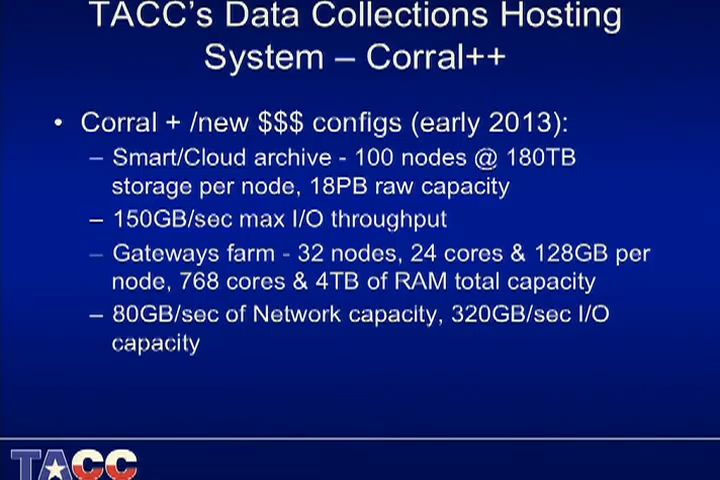 TACC's Data Collections Hosting
System – Corral++
• Corral + /new $$$ configs (early 2013):
– Smart/Cloud archive - 100 nodes @ 180TB
storage per node, 18PB raw capacity
– 150GB/sec max I/O throughput
– Gateways farm - 32 nodes, 24 cores & 128GB per
node, 768 cores & 4TB of RAM total capacity
– 80GB/sec of Network capacity, 320GB/sec I/O
capacity
TACC